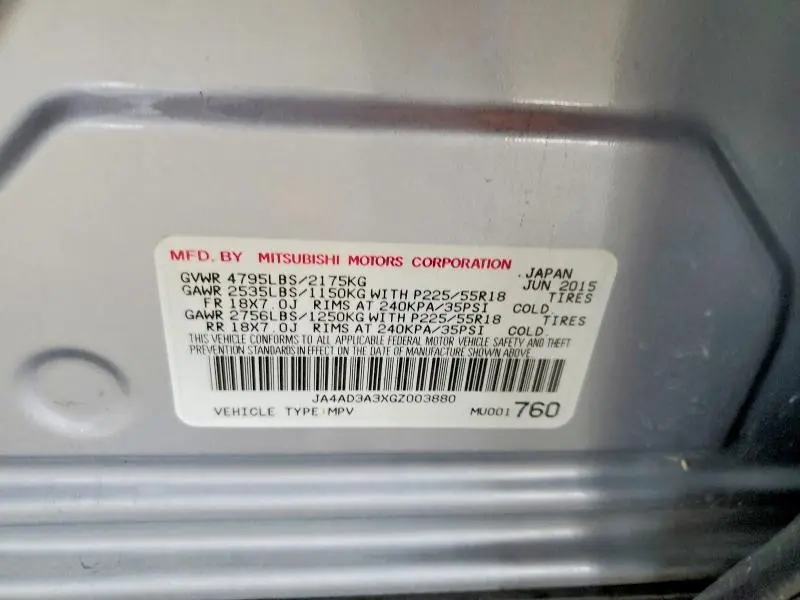 MFD. BY MITSUBISHI MOTORS CORPORATION
GVWR 4795LBS/2175KG . JAPAN JUN 2015
GAWR 2535LBS/1150KG WITH P225/55R18 TIRES
FR 18X7.0J RIMS AT 240KPA/35PSI COLD.
GAWR 2756LBS/1250KG WITH P225/55R18 TIRES
RR 18X7.0J RIMS AT 240KPA/35PSI COLD.
THIS VEHICLE CONFORMS TO ALL APPLICABLE FEDERAL MOTOR VEHICLE SAFETY AND THEFT
PREVENTION STANDARDS IN EFFECT ON THE DATE OF MANUFACTURE SHOWN ABOVE.
JA4AD3A3XGZ003880
VEHICLE TYPE:MPV MU001 760